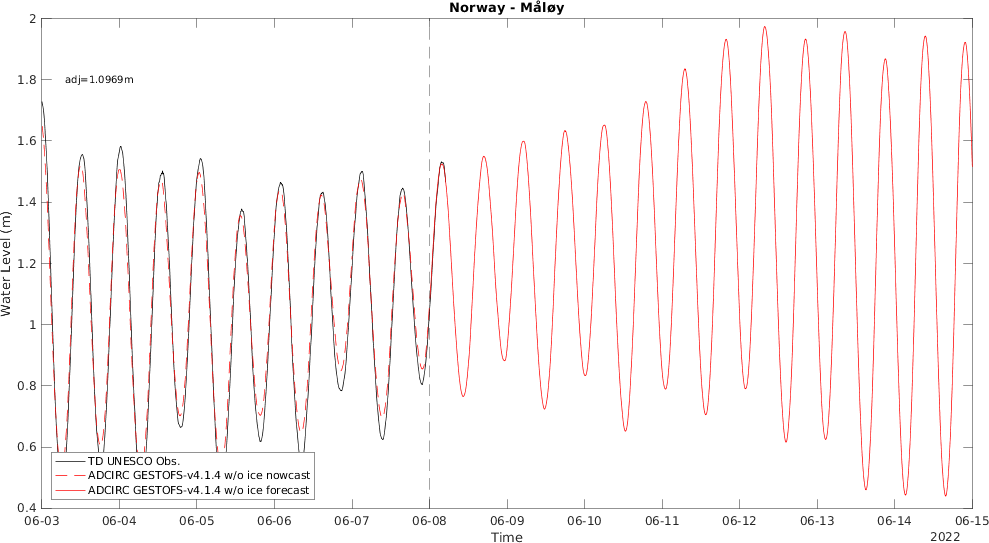 Norway - Måløy
2
1.8
1.6
1.4
1.2
1
0.8
0.6
0.4
Water Level (m)
adj=1.0969m
TD UNESCO Obs.
ADCIRC GESTOFS-v4.1.4 w/o ice nowcast
ADCIRC GESTOFS-v4.1.4 w/o ice forecast
06-03 06-04 06-05 06-06 06-07 06-08 06-09 06-10 06-11 06-12 06-13 06-14 06-15
Time
2022